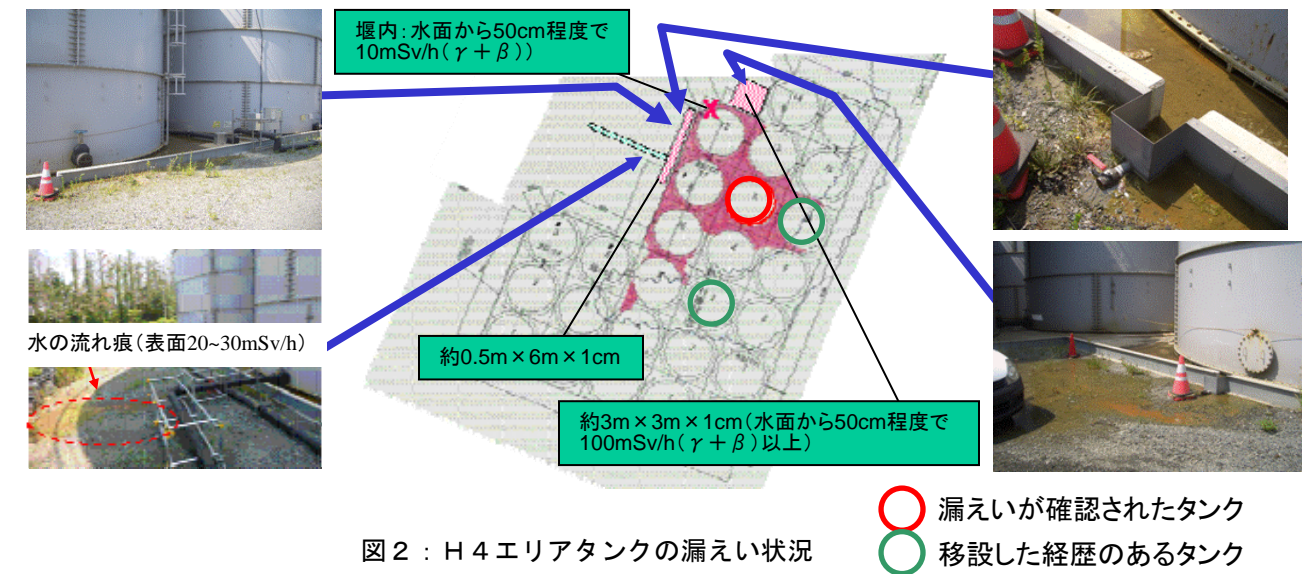 堰内：水面から50cm程度で
10mSv/h（γ＋β））
水の流れ痕（表面20~30mSv/h）
約0.5m×6m×1cm
約3m×3m×1cm（水面から50cm程度で
100mSv/h（γ＋β）以上）
漏えいが確認されたタンク
図２：Ｈ４エリアタンクの漏えい状況
移設した経歴のあるタンク